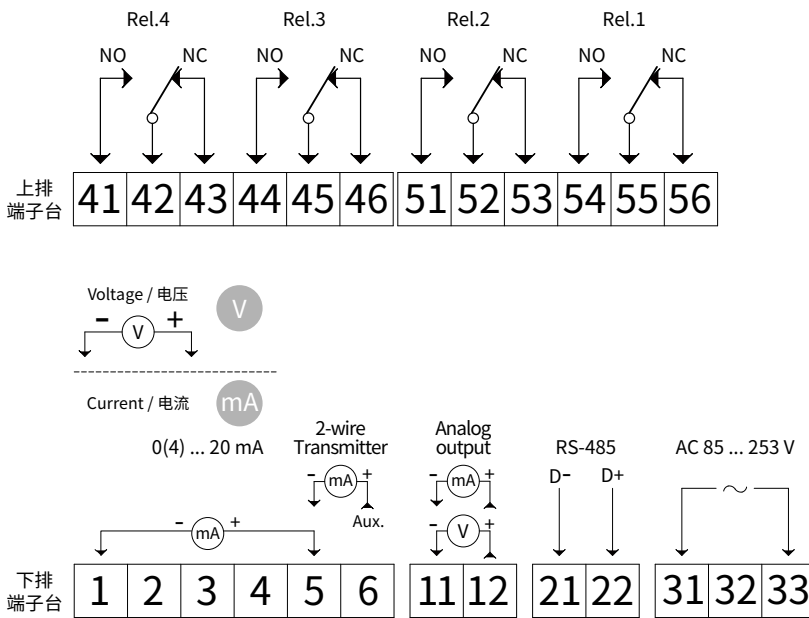 Rel.4 Rel.3 Rel.2 Rel.1
NO NC NO NC NO NC NO NC
上排
端子台
41 42 43 44 45 46 51 52 53 54 55 56
Voltage / 电压 V
- V +
Current / 电流 mA
0(4) ... 20 mA
2-wire
Transmitter
Analog
output
RS-485
AC 85 ... 253 V
- mA + - mA + D- D+
Aux.
- mA + - V +
下排
端子台
1 2 3 4 5 6 11 12 21 22 31 32 33